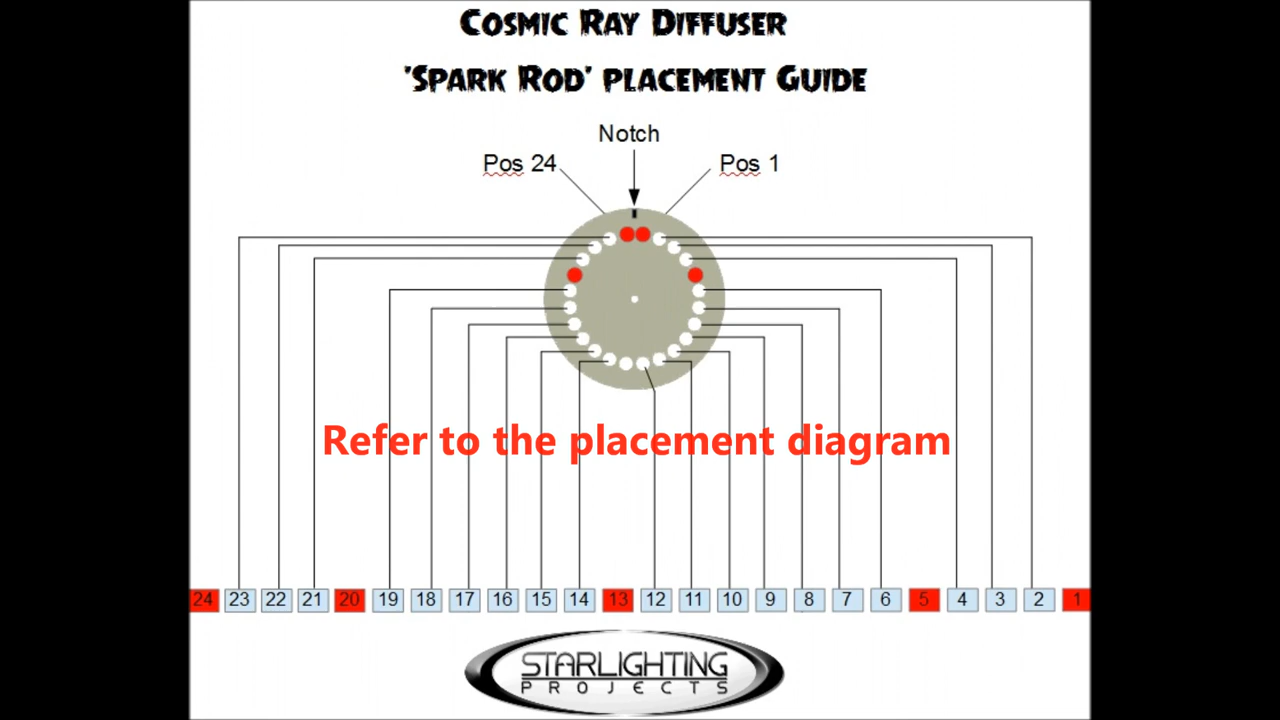 Cosmic Ray Diffuser
'Spark Rod' placement Guide
Notch
Pos 24
Pos 1
Refer to the placement diagram
24 23 22 21 20 19 18 17 16 15 14 13 12 11 10 9 8 7 6 5 4 3 2 1
STARLIGHTING
PROJECTS